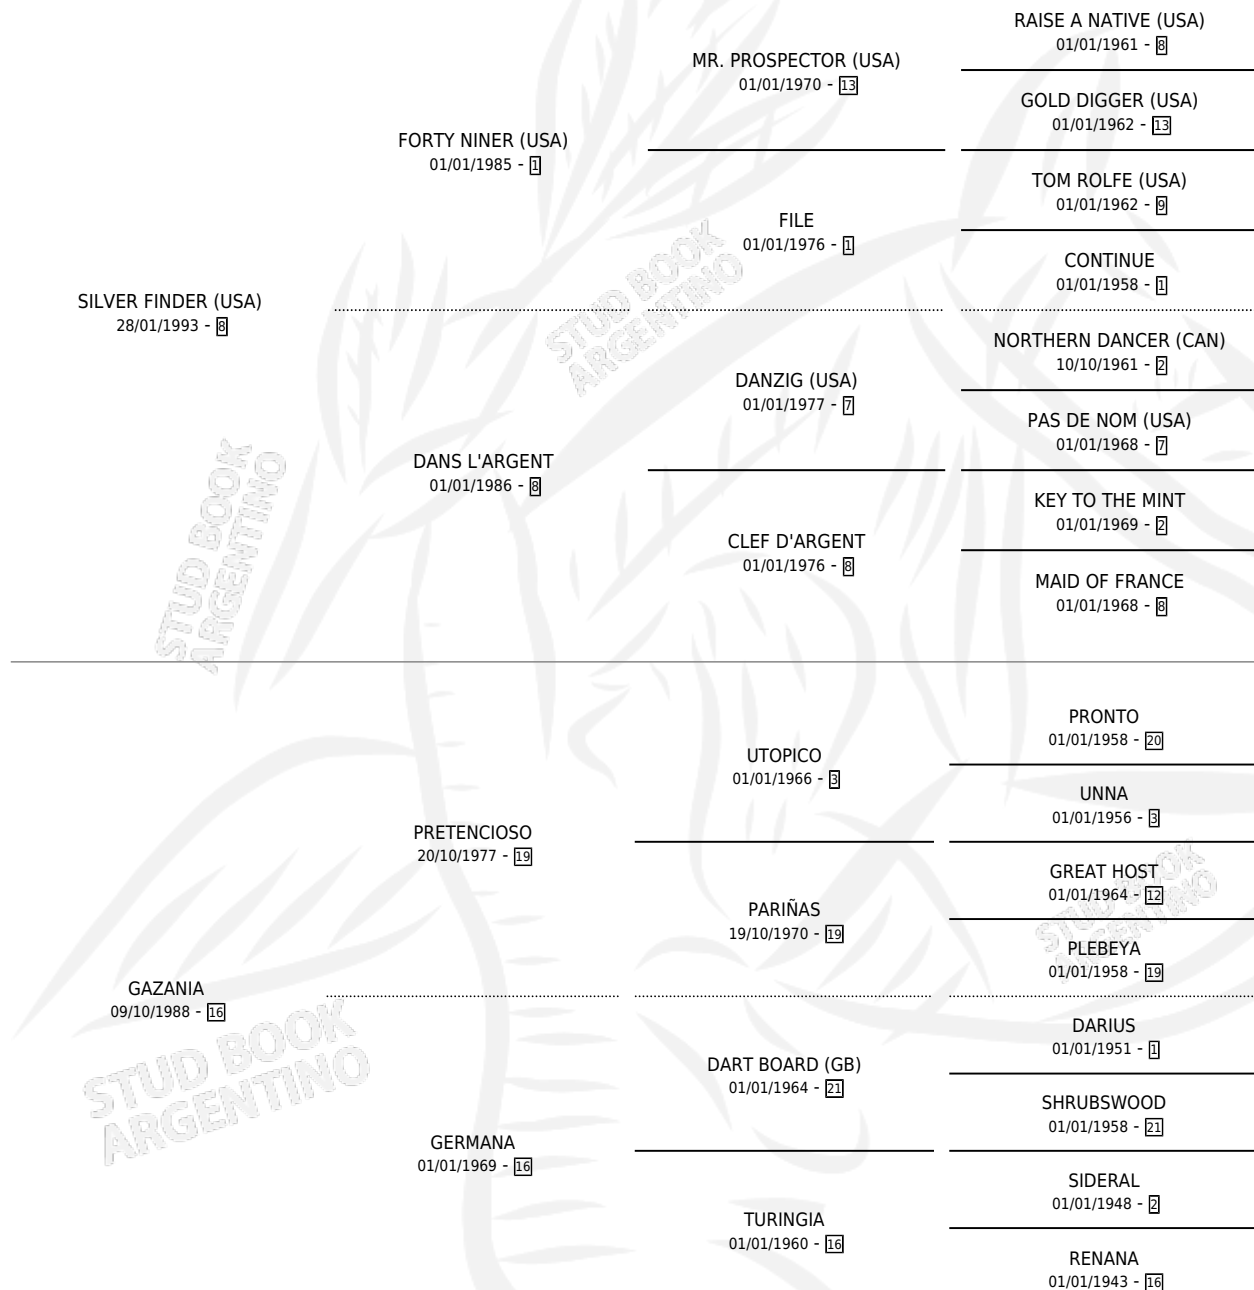 RAISE A NATIVE (USA)
01/01/1961 - 8
MR. PROSPECTOR (USA)
01/01/1970 - 13
GOLD DIGGER (USA)
01/01/1962 - 13
FORTY NINER (USA)
01/01/1985 - 1
TOM ROLFE (USA)
01/01/1962 - 9
FILE
01/01/1976 - 1
CONTINUE
01/01/1958 - 1
SILVER FINDER (USA)
28/01/1993 - 8
NORTHERN DANCER (CAN)
10/10/1961 - 2
DANZIG (USA)
01/01/1977 - 7
PAS DE NOM (USA)
01/01/1968 - 7
DANS L'ARGENT
01/01/1986 - 8
KEY TO THE MINT
01/01/1969 - 2
CLEF D'ARGENT
01/01/1976 - 8
MAID OF FRANCE
01/01/1968 - 8
PRONTO
01/01/1958 - 20
UTOPICO
01/01/1966 - 3
UNNA
01/01/1956 - 3
PRETENCIOSO
20/10/1977 - 19
GREAT HOST
01/01/1964 - 12
PARIÑAS
19/10/1970 - 19
PLEBEYA
01/01/1958 - 19
GAZANIA
09/10/1988 - 16
DARIUS
01/01/1951 - 1
DART BOARD (GB)
01/01/1964 - 21
SHRUBSWOOD
01/01/1958 - 21
GERMANA
01/01/1969 - 16
SIDERAL
01/01/1948 - 2
TURINGIA
01/01/1960 - 16
RENANA
01/01/1943 - 16
STUD BOOK
ARGENTINO
STUD BOOK
ARGENTINO
STUD BOOK
ARGENTINO
STUD BOOK
ARGENTINO